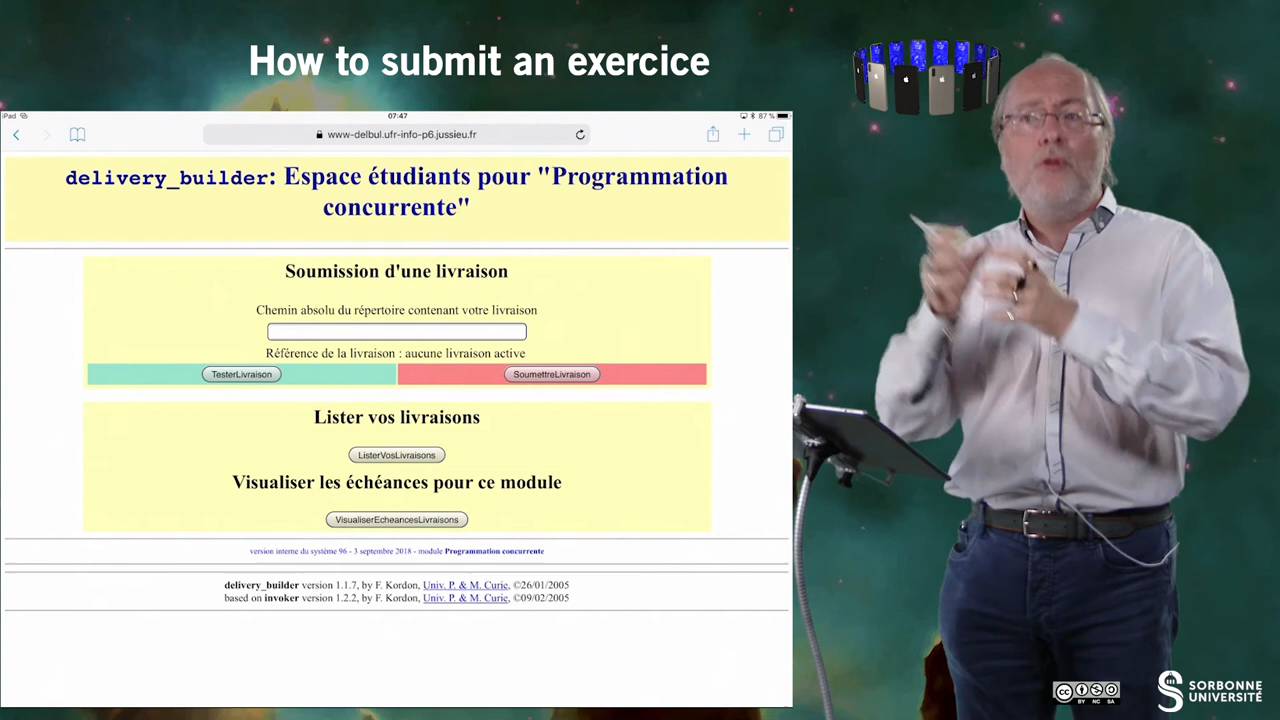 How to submit an exercice
iPad
07:47
87 %
www-delbul.ufr-info-p6.jussieu.fr
delivery_builder: Espace étudiants pour "Programmation
concurrente"
Soumission d'une livraison
Chemin absolu du répertoire contenant votre livraison
Référence de la livraison : aucune livraison active
TesterLivraison
SoumettreLivraison
Lister vos livraisons
ListerVosLivraisons
Visualiser les échéances pour ce module
VisualiserEcheancesLivraisons
version interne du système 96 - 3 septembre 2018 - module Programmation concurrente
delivery_builder version 1.1.7, by F. Kordon, Univ. P. & M. Curie, ©26/01/2005
based on invoker version 1.2.2, by F. Kordon, Univ. P. & M. Curie, ©09/02/2005
cc
BY NC SA
SORBONNE
UNIVERSITÉ